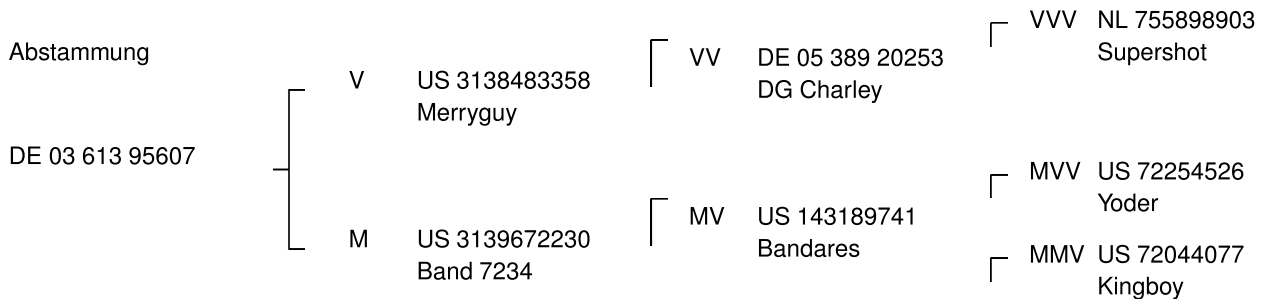 Abstammung
DE 03 613 95607
V US 3138483358
Merryguy
M US 3139672230
Band 7234
VV DE 05 389 20253
DG Charley
MV US 143189741
Bandares
VVV NL 755898903
Supershot
MVV US 72254526
Yoder
MMV US 72044077
Kingboy